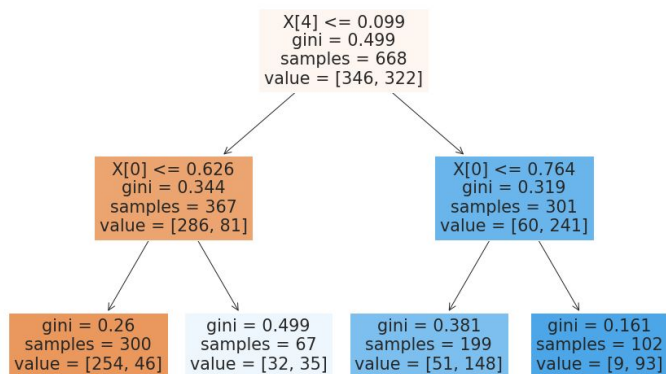 X[4] <= 0.099
gini = 0.499
samples = 668
value = [346, 322]
X[0] <= 0.626
gini = 0.344
samples = 367
value = [286, 81]
X[0] <= 0.764
gini = 0.319
samples = 301
value = [60, 241]
gini = 0.26
samples = 300
value = [254, 46]
gini = 0.499
samples = 67
value = [32, 35]
gini = 0.381
samples = 199
value = [51, 148]
gini = 0.161
samples = 102
value = [9, 93]